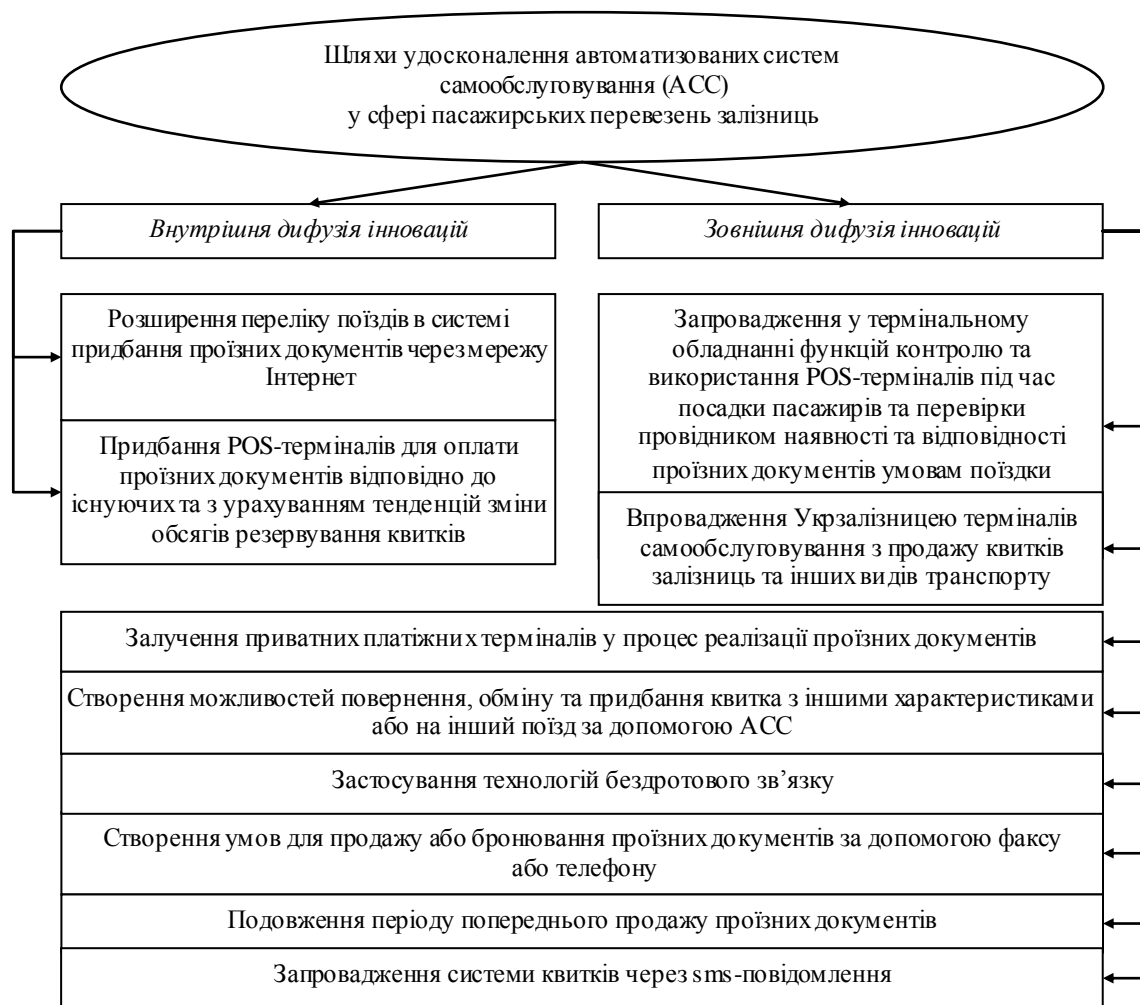 Шляхи удосконалення автоматизованих систем
самообслуговування (АСС)
у сфері пасажирських перевезень залізниць
Внутрішня дифузія інновацій
Зовнішня дифузія інновацій
Розширення переліку поїздів в системі
придбання проїзних документів через мережу
Інтернет
Придбання POS-терміналів для оплати
проїзних документів відповідно до
існуючих та з урахуванням тенденцій зміни
обсягів резервування квитків
Запровадження у термінальному
обладнанні функцій контролю та
використання POS-терміналів під час
посадки пасажирів та перевірки
провідником наявності та відповідності
проїзних документів умовам поїздки
Впровадження Укрзалізницею терміналів
самообслуговування з продажу квитків
залізниць та інших видів транспорту
Залучення приватних платіжних терміналів у процес реалізації проїзних документів
Створення можливостей повернення, обміну та придбання квитка з іншими характеристиками
або на інший поїзд за допомогою АСС
Застосування технологій бездротового зв’язку
Створення умов для продажу або бронювання проїзних документів за допомогою факсу
або телефону
Подовження періоду попереднього продажу проїзних документів
Запровадження системи квитків через sms-повідомлення